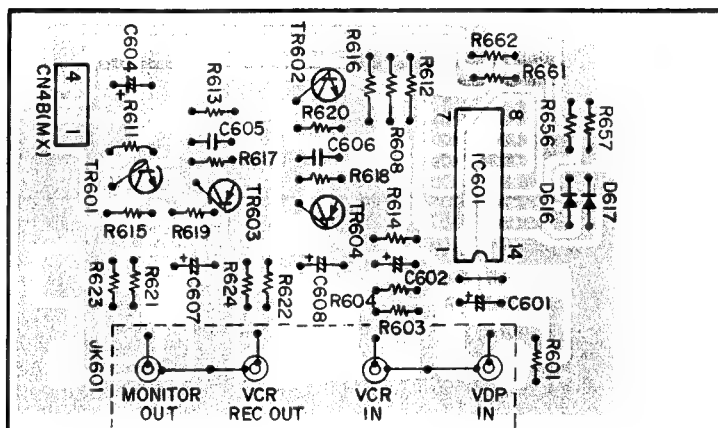 C604
4
CN4B(MX)
1
+
R611
TR601
R615
R613
C605
R617
TR603
R619
TR602
R620
C606
R618
TR604
R616
R612
R608
R614
R662
R661
7
8
IC601
1
14
R656
R657
D616
D617
R623
R621
+
C607
R624
R622
+
C608
+
C602
R604
R603
+
C601
R601
JK601
MONITOR
OUT
VCR
REC OUT
VCR
IN
VDP
IN